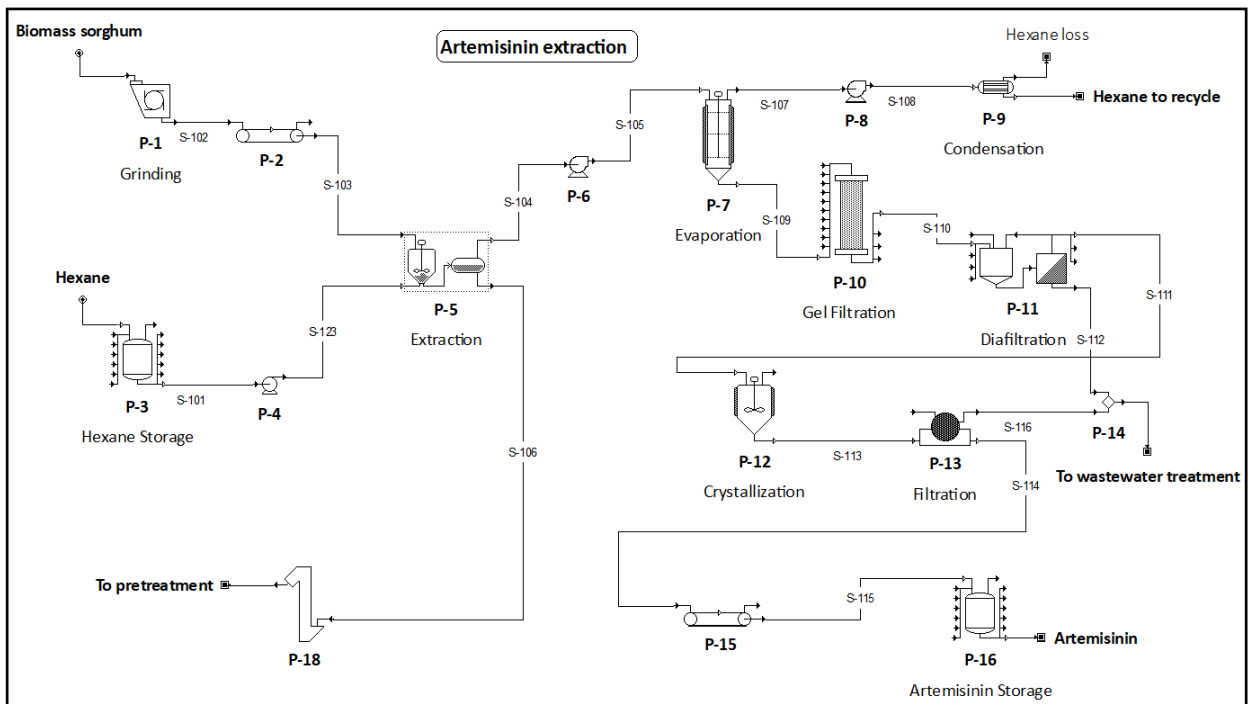 Biomass sorghum
Artemisinin extraction
Hexane loss
S-107
S-108
Hexane to recycle
P-8
P-9
Condensation
S-105
S-102
P-1
P-2
Grinding
P-6
S-103
S-104
P-7
Evaporation
S-109
S-110
P-10
Gel Filtration
P-11
Diafiltration
S-111
S-112
Hexane
P-5
Extraction
S-123
P-3
S-101
P-4
Hexane Storage
S-106
P-12
Crystallization
S-113
P-13
Filtration
S-116
S-114
P-14
To wastewater treatment
To pretreatment
P-18
P-15
S-115
P-16
Artemisinin
Artemisinin Storage